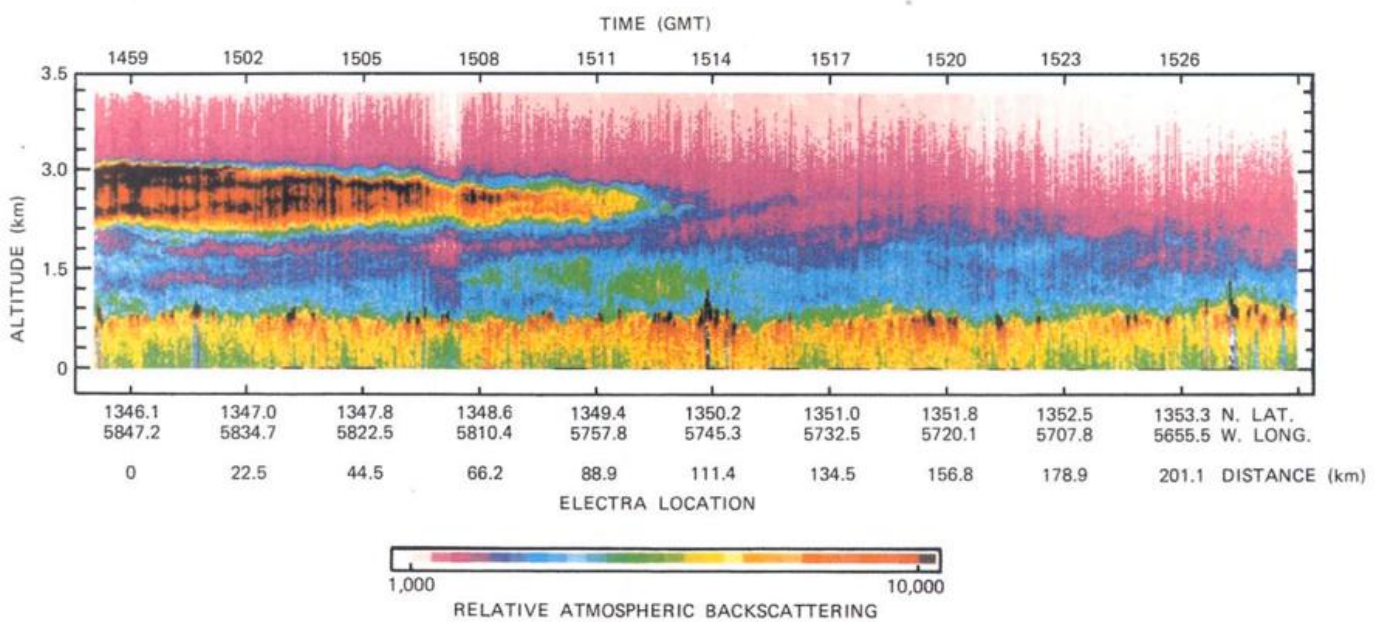 TIME (GMT)
1459 1502 1505 1508 1511 1514 1517 1520 1523 1526
3.5
3.0
1.5
0
ALTITUDE (km)
1346.1 1347.0 1347.8 1348.6 1349.4 1350.2 1351.0 1351.8 1352.5 1353.3 N. LAT.
5847.2 5834.7 5822.5 5810.4 5757.8 5745.3 5732.5 5720.1 5707.8 5655.5 W. LONG.
0 22.5 44.5 66.2 88.9 111.4 134.5 156.8 178.9 201.1 DISTANCE (km)
ELECTRA LOCATION
1,000 10,000
RELATIVE ATMOSPHERIC BACKSCATTERING